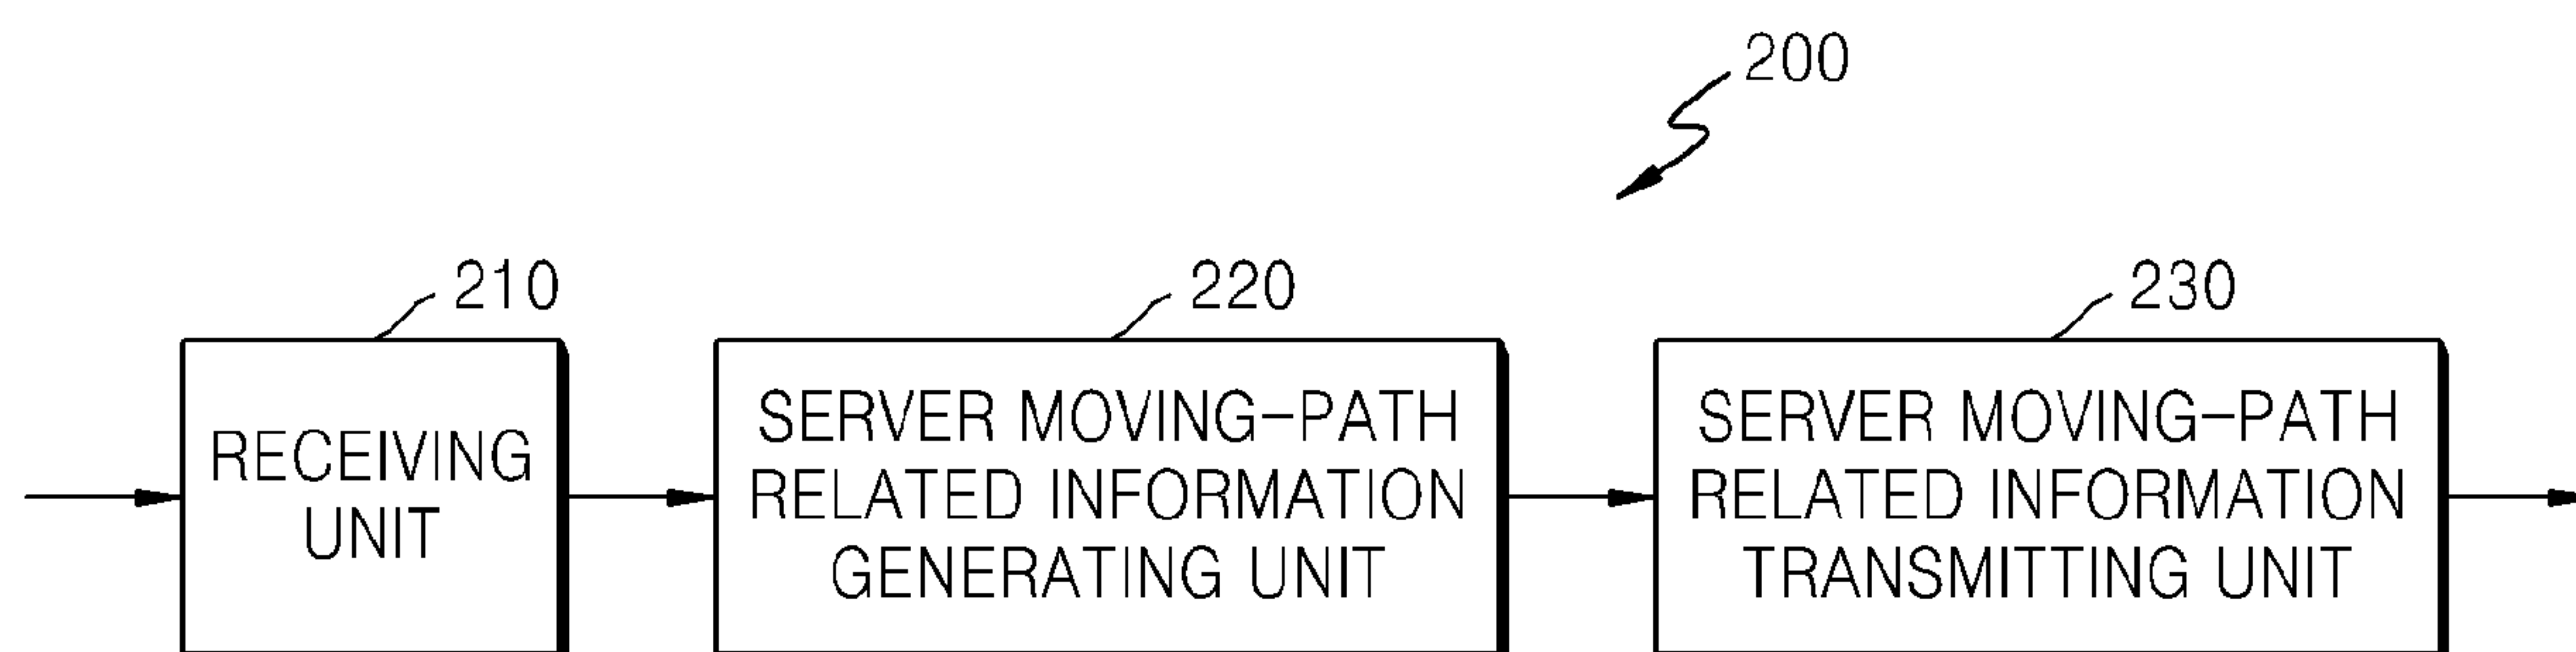 200
210
220
230
RECEIVING
UNIT
SERVER MOVING-PATH
RELATED INFORMATION
GENERATING UNIT
SERVER MOVING-PATH
RELATED INFORMATION
TRANSMITTING UNIT